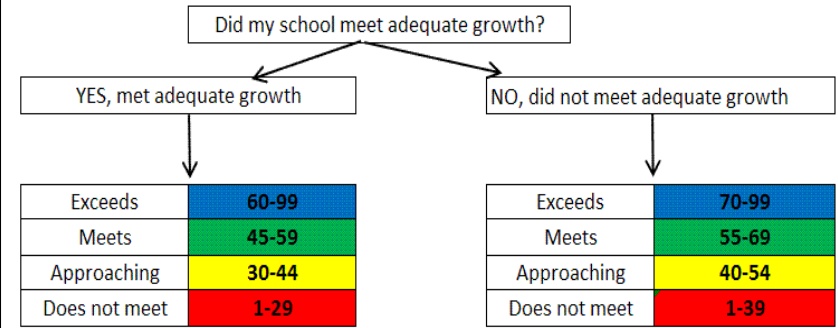 Did my school meet adequate growth?
YES, met adequate growth
NO, did not meet adequate growth
Exceeds 60-99
Meets 45-59
Approaching 30-44
Does not meet 1-29
Exceeds 70-99
Meets 55-69
Approaching 40-54
Does not meet 1-39